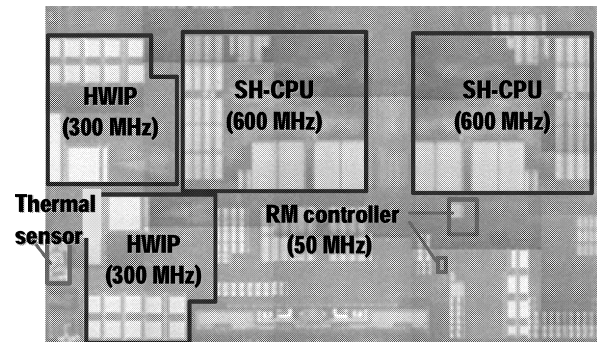 HWIP
(300 MHz)
SH-CPU
(600 MHz)
SH-CPU
(600 MHz)
Thermal
sensor
HWIP
(300 MHz)
RM controller
(50 MHz)